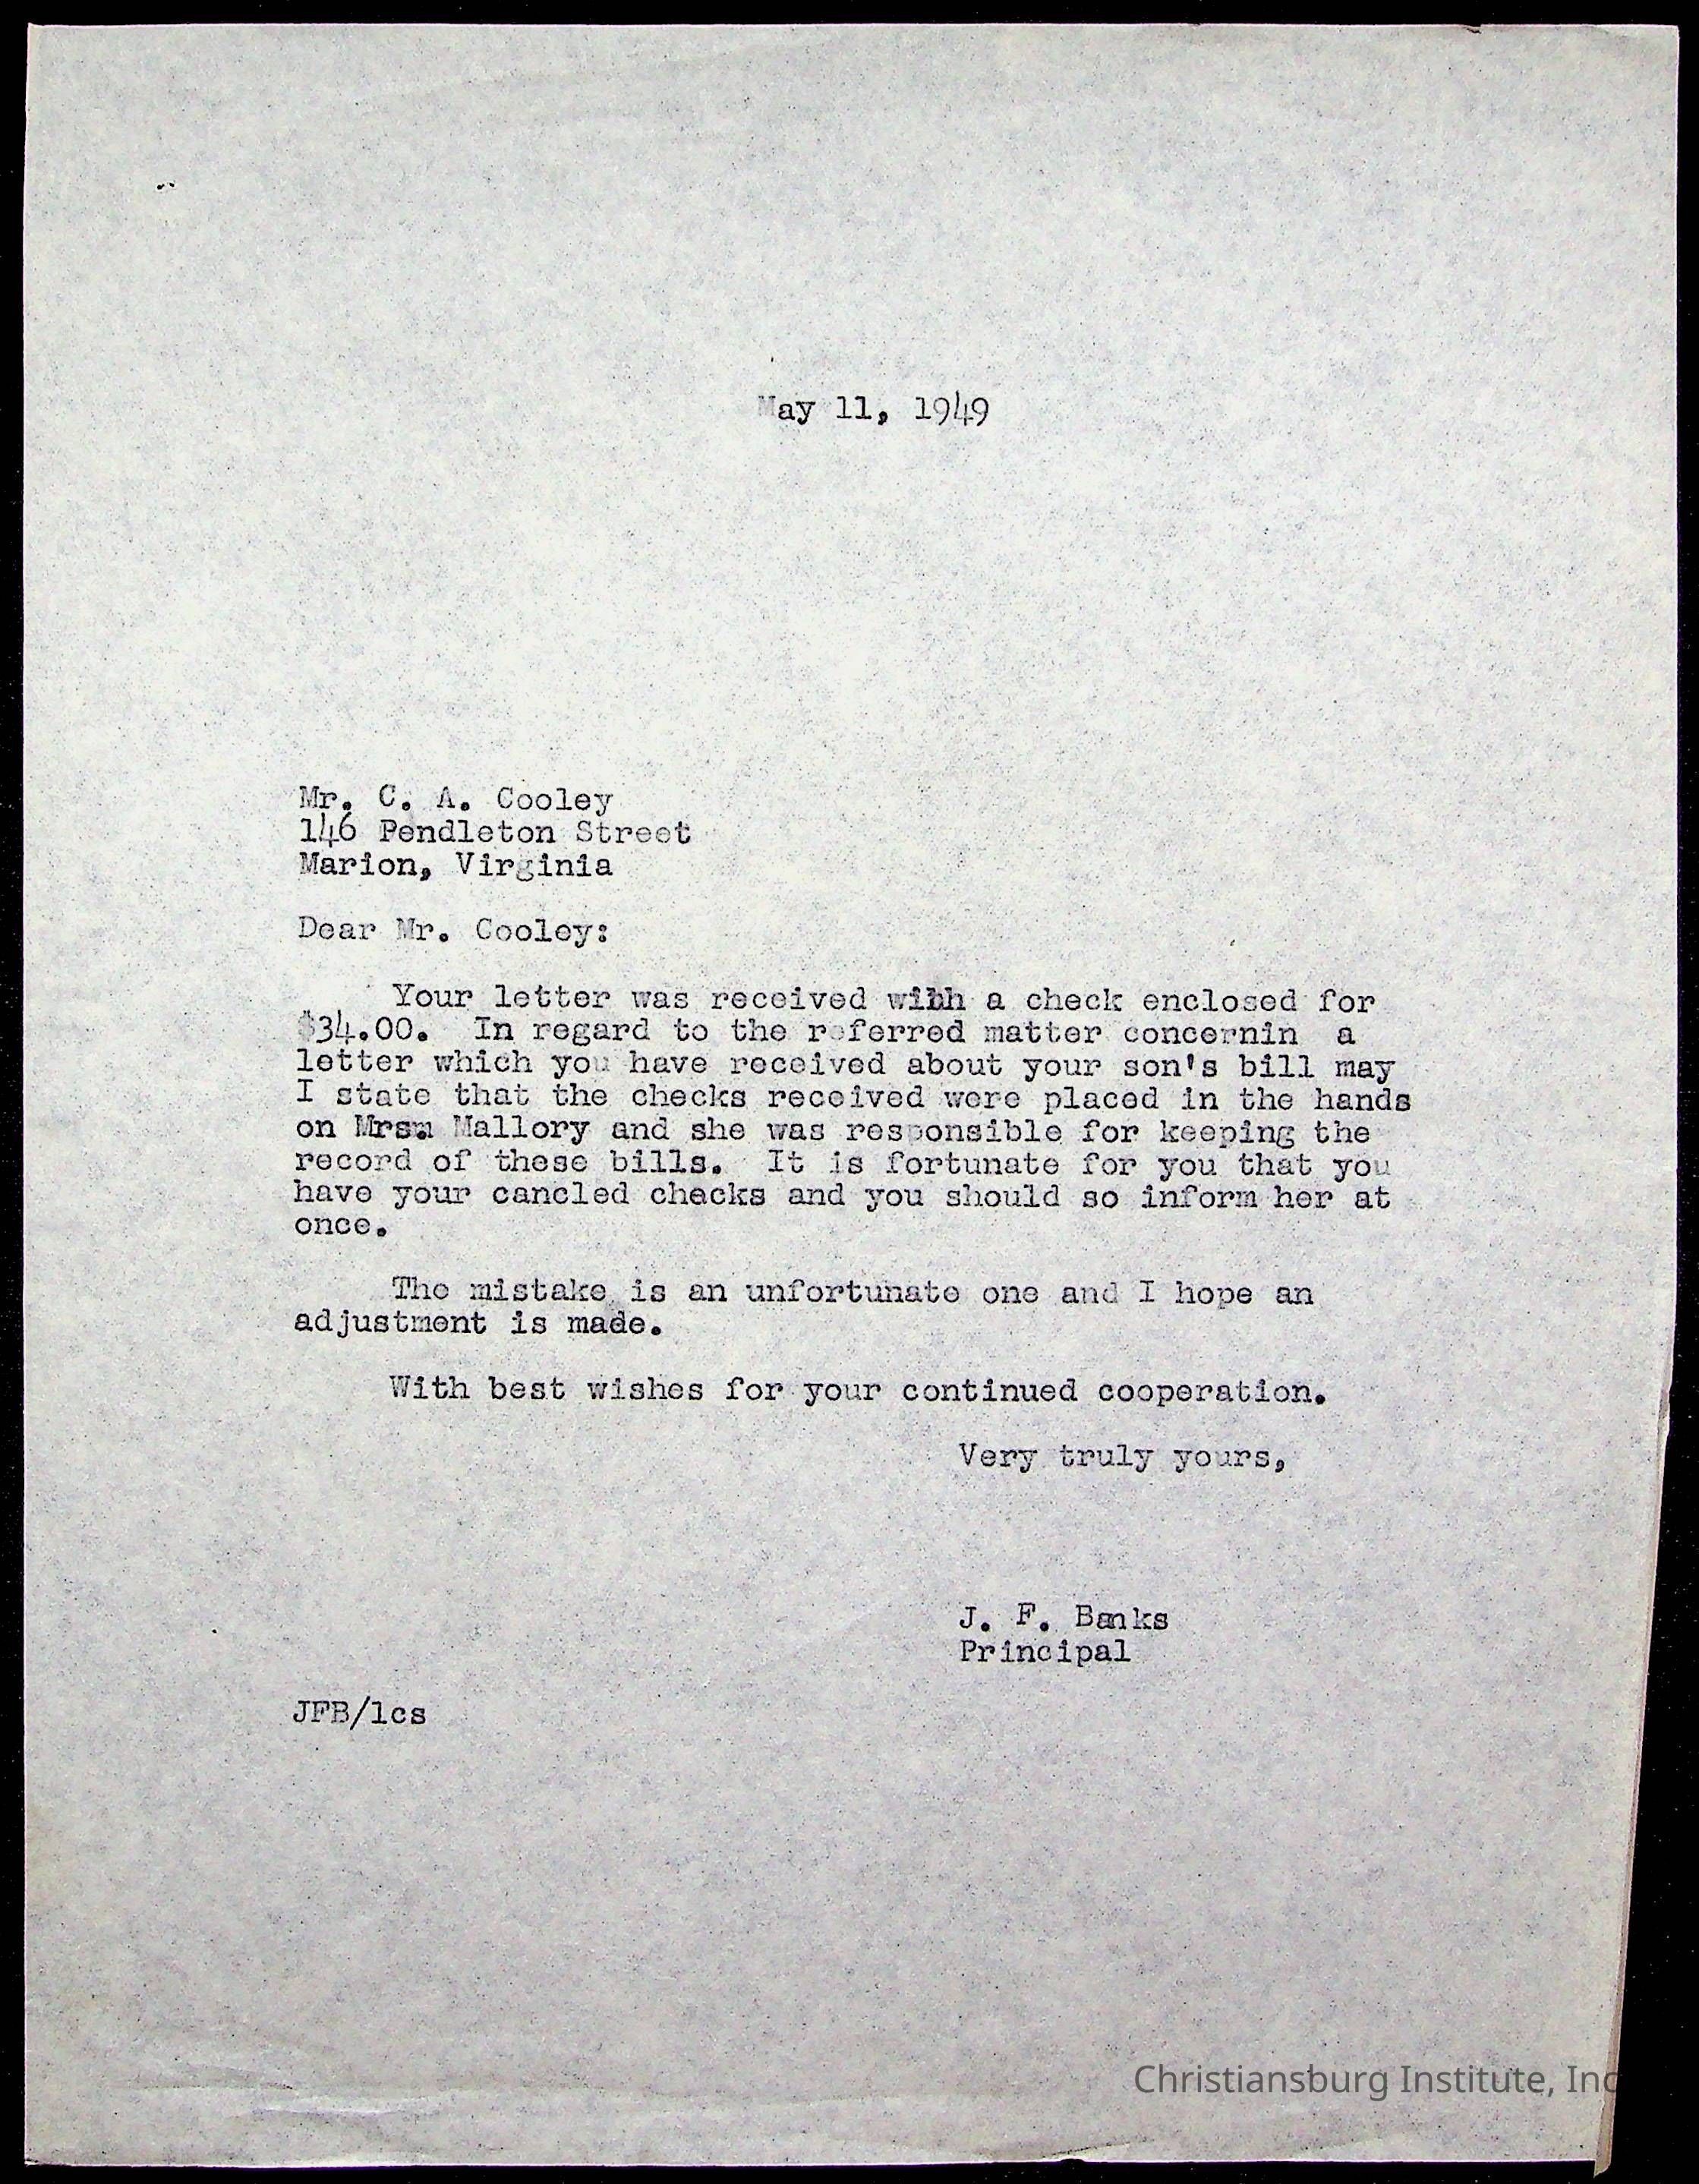 May 11, 1949
Mr. C. A. Cooley
146 Pendleton Street
Marion, Virginia
Dear Mr. Cooley:
Your letter was received with a check enclosed for
$34.00. In regard to the referred matter concernin a
letter which you have received about your son's bill may
I state that the checks received were placed in the hands
on Mrs. Mallory and she was responsible for keeping the
record of these bills. It is fortunate for you that you
have your cancled checks and you should so inform her at
once.
The mistake is an unfortunate one and I hope an
adjustment is made.
With best wishes for your continued cooperation.
Very truly yours,
J. F. Banks
Principal
JFB/lcs
Christiansburg Institute, Inc